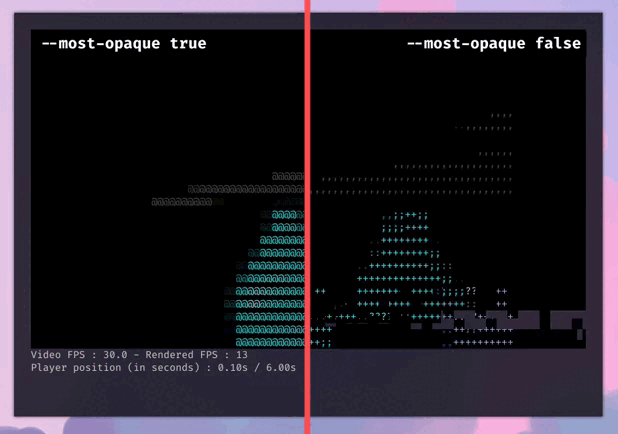 --most-opaque true
--most-opaque false
Video FPS : 30.0 - Rendered FPS : 13
Player position (in seconds) : 0.10s / 6.00s